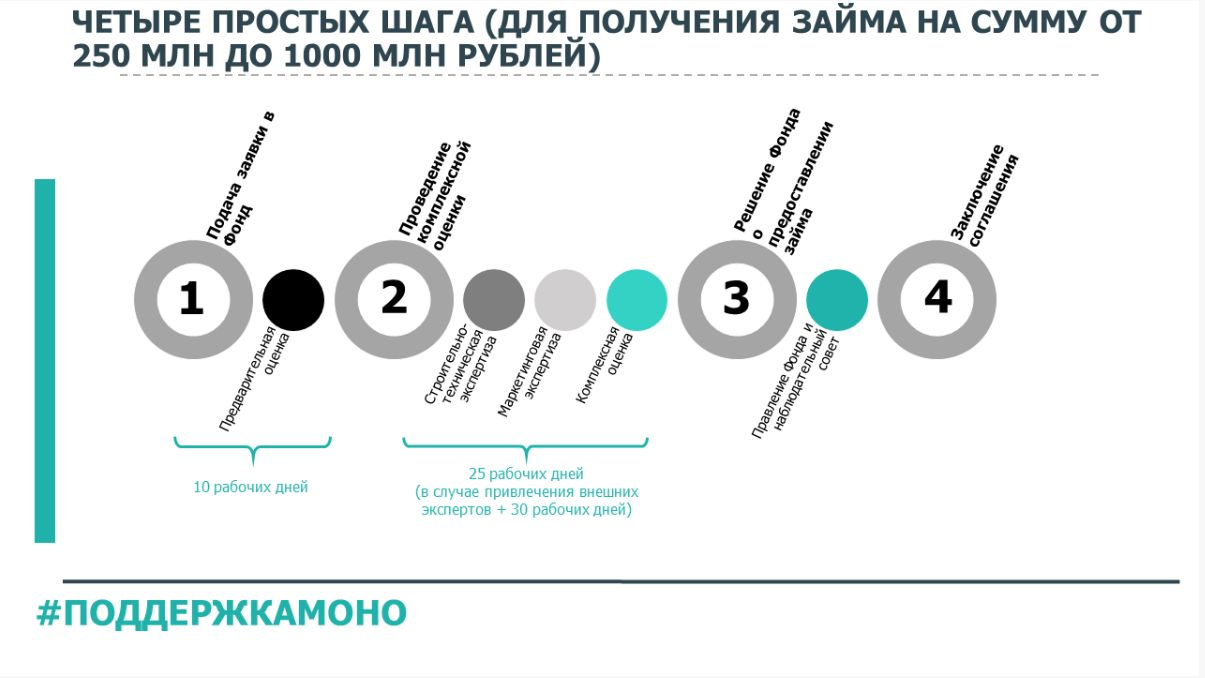 ЧЕТЫРЕ ПРОСТЫХ ШАГА (ДЛЯ ПОЛУЧЕНИЯ ЗАЙМА НА СУММУ ОТ
250 МЛН ДО 1000 МЛН РУБЛЕЙ)
Подача заявки в
Фонд
Проведение
комплексной
оценки
Решение Фонда
о
предоставлении
займа
Заключение
соглашения
1
2
3
4
Предварительная
оценка
Строительно-
техническая
экспертиза
Маркетинговая
экспертиза
Комплексная
оценка
Правление Фонда и
наблюдательный
совет
10 рабочих дней
25 рабочих дней
(в случае привлечения внешних
экспертов + 30 рабочих дней)
#ПОДДЕРЖКАМОНО